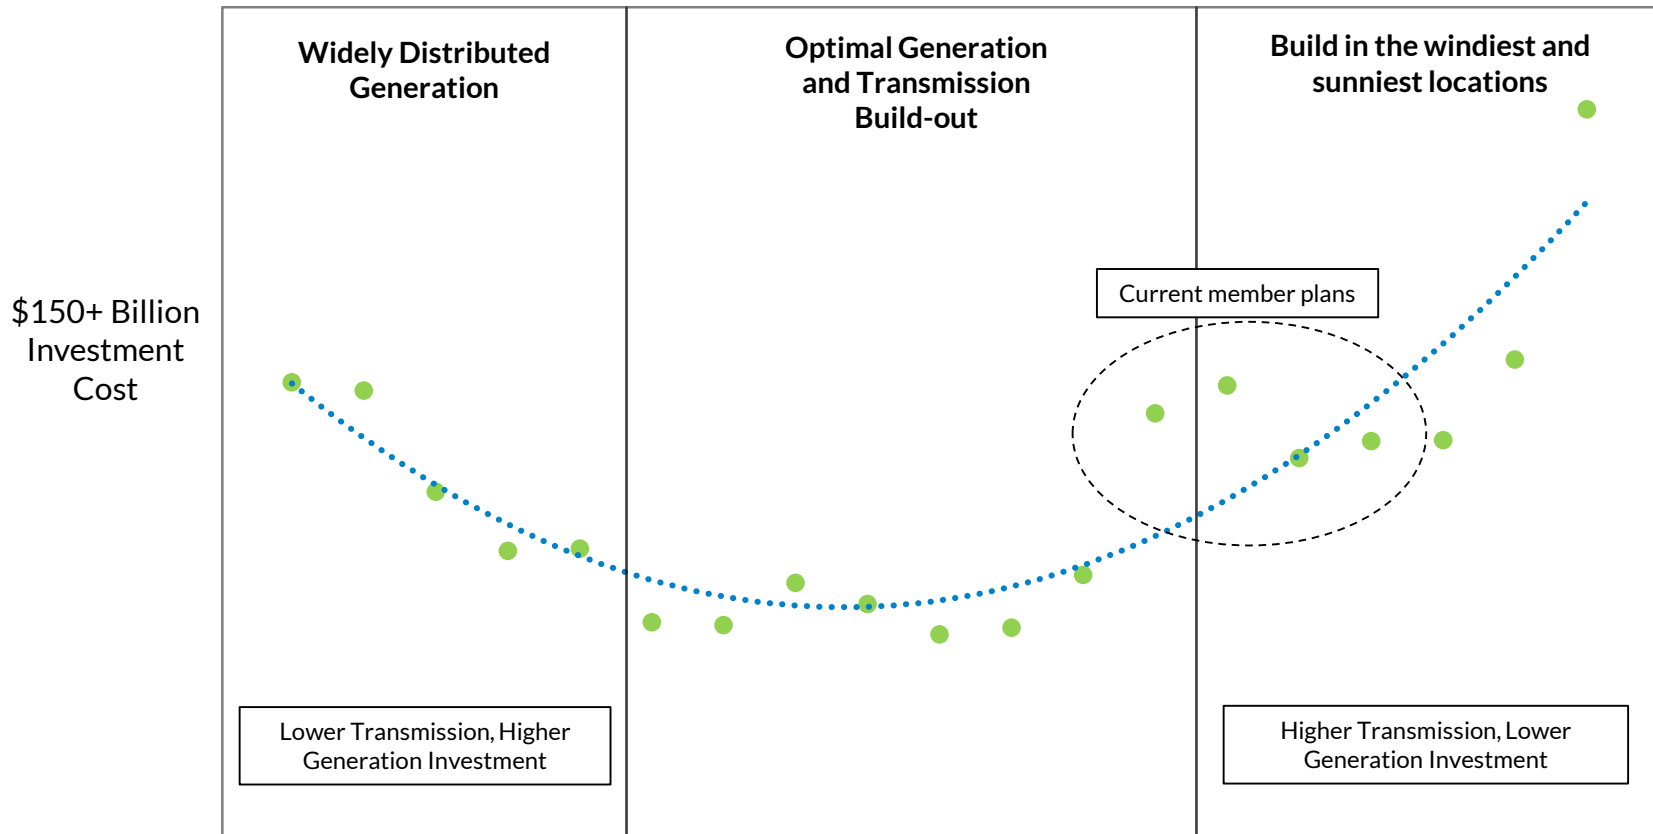 Widely Distributed
Generation
Optimal Generation
and Transmission
Build-out
Build in the windiest and
sunniest locations
$150+ Billion
Investment
Cost
Current member plans
Lower Transmission, Higher
Generation Investment
Higher Transmission, Lower
Generation Investment